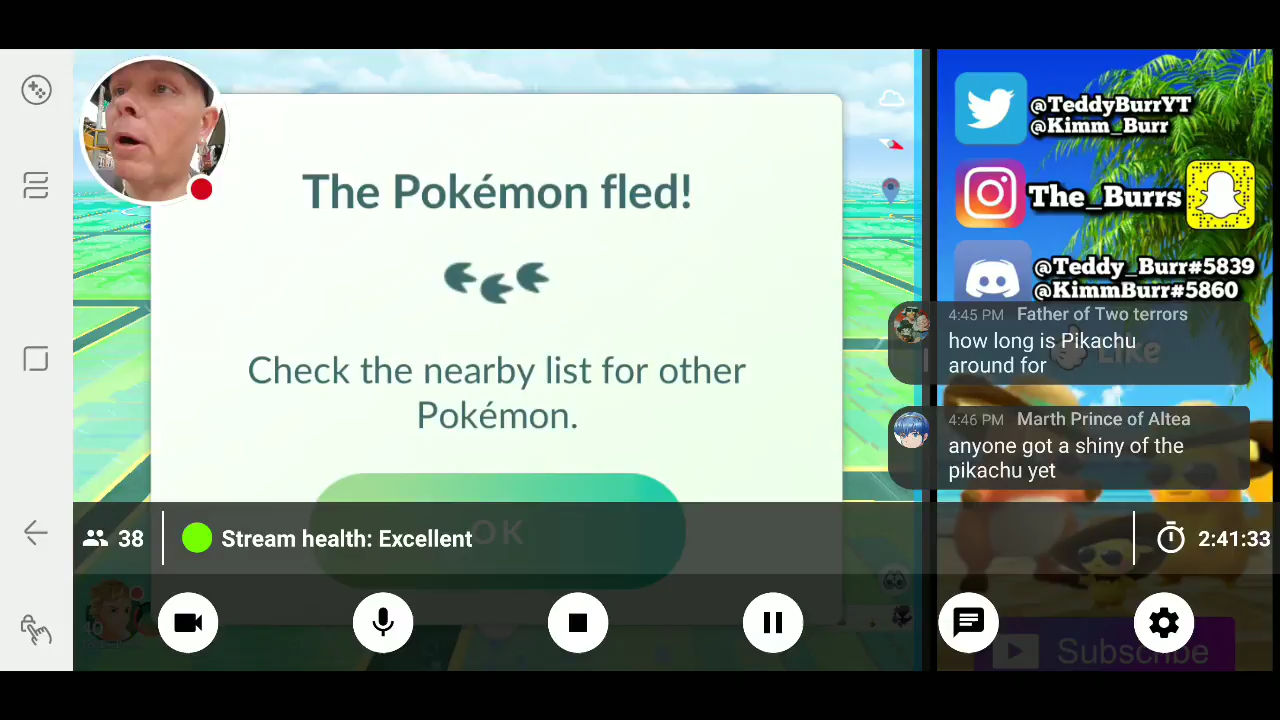 The Pokémon fled!
Check the nearby list for other
Pokémon.
OK
38
Stream health: Excellent
2:41:33
@TeddyBurrYT
@Kimm_Burr
The_Burrs
@Teddy_Burr#5839
@KimmBurr#5860
Like
4:45 PM Father of Two terrors
how long is Pikachu
around for
4:46 PM Marth Prince of Altea
anyone got a shiny of the
pikachu yet
Subscribe